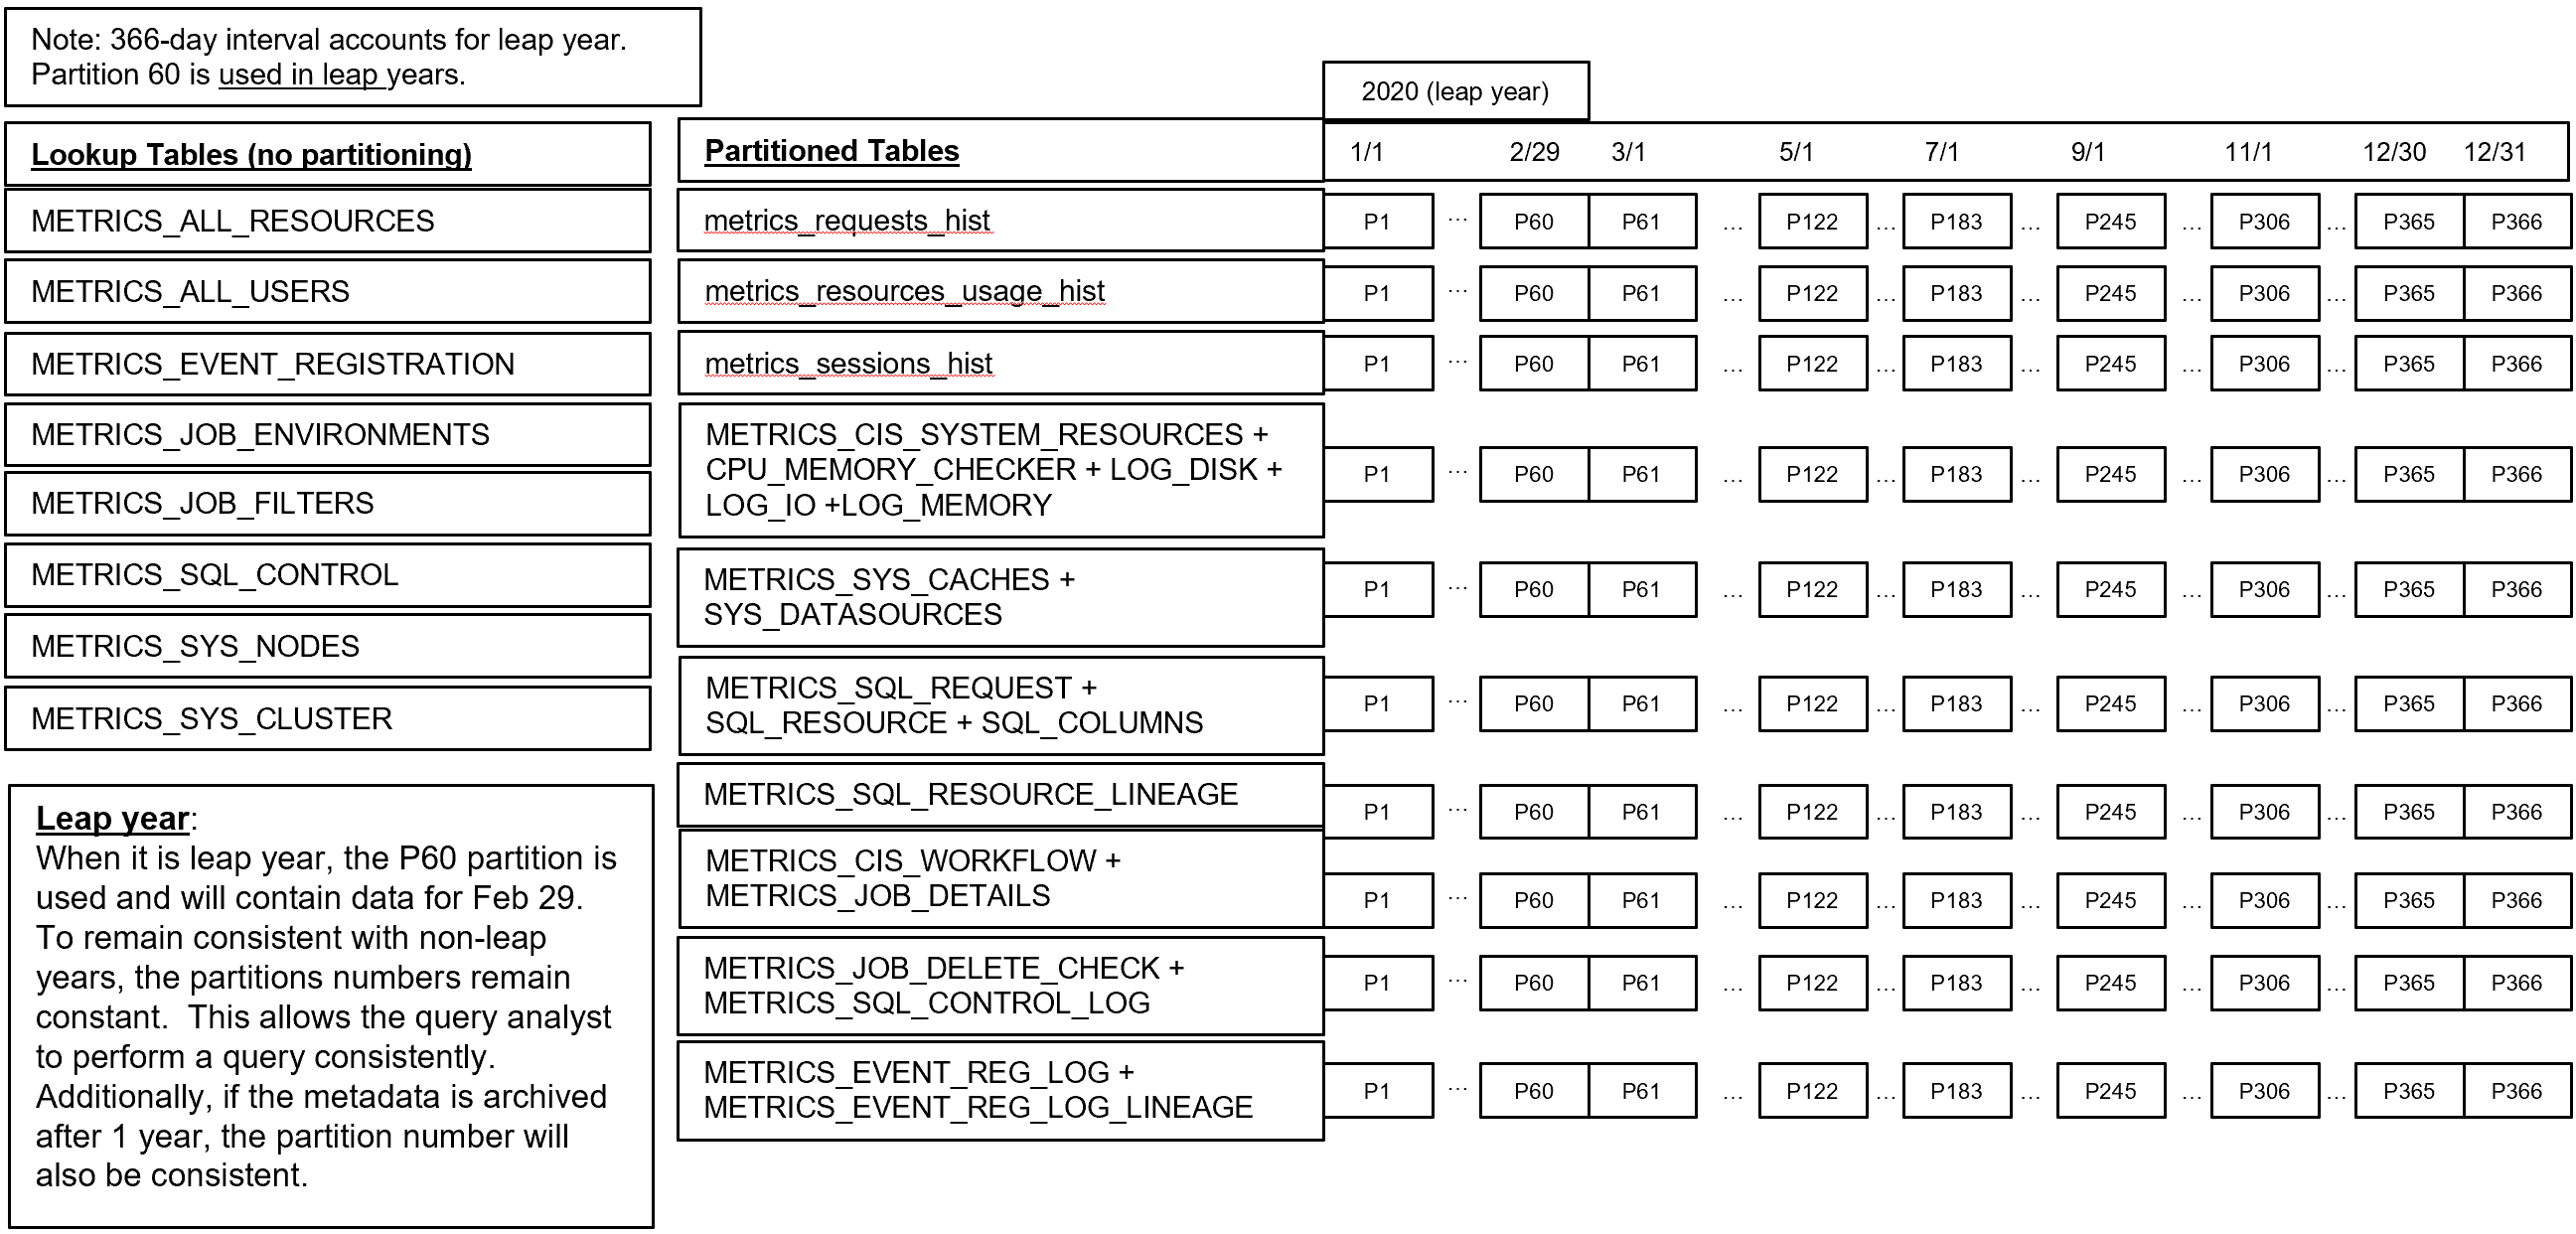 Note: 366-day interval accounts for leap year.
Partition 60 is used in leap years.
2020 (leap year)
Lookup Tables (no partitioning)
METRICS_ALL_RESOURCES
METRICS_ALL_USERS
METRICS_EVENT_REGISTRATION
METRICS_JOB_ENVIRONMENTS
METRICS_JOB_FILTERS
METRICS_SQL_CONTROL
METRICS_SYS_NODES
METRICS_SYS_CLUSTER
Leap year:
When it is leap year, the P60 partition is
used and will contain data for Feb 29.
To remain consistent with non-leap
years, the partitions numbers remain
constant.  This allows the query analyst
to perform a query consistently.
Additionally, if the metadata is archived
after 1 year, the partition number will
also be consistent.
Partitioned Tables 1/1 2/29 3/1 5/1 7/1 9/1 11/1 12/30 12/31
metrics_requests_hist P1 ... P60 P61 ... P122 ... P183 ... P245 ... P306 ... P365 P366
metrics_resources_usage_hist P1 ... P60 P61 ... P122 ... P183 ... P245 ... P306 ... P365 P366
metrics_sessions_hist P1 ... P60 P61 ... P122 ... P183 ... P245 ... P306 ... P365 P366
METRICS_CIS_SYSTEM_RESOURCES +
CPU_MEMORY_CHECKER + LOG_DISK +
LOG_IO +LOG_MEMORY
P1 ... P60 P61 ... P122 ... P183 ... P245 ... P306 ... P365 P366
METRICS_SYS_CACHES +
SYS_DATASOURCES
P1 ... P60 P61 ... P122 ... P183 ... P245 ... P306 ... P365 P366
METRICS_SQL_REQUEST +
SQL_RESOURCE + SQL_COLUMNS
P1 ... P60 P61 ... P122 ... P183 ... P245 ... P306 ... P365 P366
METRICS_SQL_RESOURCE_LINEAGE
P1 ... P60 P61 ... P122 ... P183 ... P245 ... P306 ... P365 P366
METRICS_CIS_WORKFLOW +
METRICS_JOB_DETAILS
P1 ... P60 P61 ... P122 ... P183 ... P245 ... P306 ... P365 P366
METRICS_JOB_DELETE_CHECK +
METRICS_SQL_CONTROL_LOG
P1 ... P60 P61 ... P122 ... P183 ... P245 ... P306 ... P365 P366
METRICS_EVENT_REG_LOG +
METRICS_EVENT_REG_LOG_LINEAGE
P1 ... P60 P61 ... P122 ... P183 ... P245 ... P306 ... P365 P366